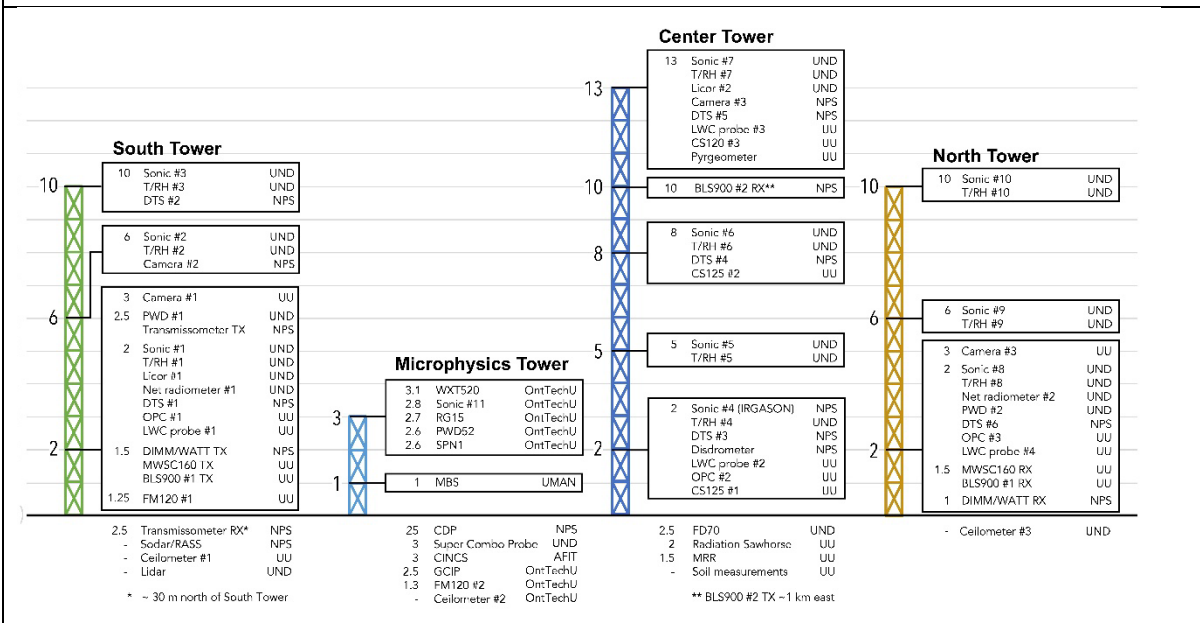 South Tower
10
10 Sonic #3 UND
T/RH #3 UND
DTS #2 NPS
6 Sonic #2 UND
T/RH #2 UND
Camera #2 NPS
6
3 Camera #1 UU
2.5 PWD #1 UND
Transmissometer TX NPS
2 Sonic #1 UND
T/RH #1 UND
Licor #1 UND
Net radiometer #1 UND
DTS #1 NPS
OPC #1 UU
LWC probe #1 UU
2
1.5 DIMM/WATT TX NPS
MWSC160 TX UU
BLS900 #1 TX UU
1.25 FM120 #1 UU
2.5 Transmissometer RX* NPS
- Sodar/RASS NPS
- Ceilometer #1 UU
- Lidar UND
* ~ 30 m north of South Tower
Microphysics Tower
3
3.1 WXT520 OntTechU
2.8 Sonic #11 OntTechU
2.7 RG15 OntTechU
2.6 PWD52 OntTechU
2.6 SPN1 OntTechU
1
1 MBS UMAN
25 CDP NPS
3 Super Combo Probe UND
3 CINCS AFIT
2.5 GCIP OntTechU
1.3 FM120 #2 OntTechU
- Ceilometer #2 OntTechU
Center Tower
13
13 Sonic #7 UND
T/RH #7 UND
Licor #2 UND
Camera #3 NPS
DTS #5 NPS
LWC probe #3 UU
CS120 #3 UU
Pyrgeometer UU
10
10 BLS900 #2 RX** NPS
8
8 Sonic #6 UND
T/RH #6 UND
DTS #4 NPS
CS125 #2 UU
5
5 Sonic #5 UND
T/RH #5 UND
2
2 Sonic #4 (IRGASON) NPS
T/RH #4 UND
DTS #3 NPS
Disdrometer NPS
LWC probe #2 UU
OPC #2 UU
CS125 #1 UU
2.5 FD70 UND
2 Radiation Sawhorse UU
1.5 MRR UU
- Soil measurements UU
** BLS900 #2 TX ~1 km east
North Tower
10
10 Sonic #10 UND
T/RH #10 UND
6
6 Sonic #9 UND
T/RH #9 UND
3 Camera #3 UU
2 Sonic #8 UND
T/RH #8 UND
Net radiometer #2 UND
PWD #2 UND
DTS #6 NPS
OPC #3 UU
LWC probe #4 UU
2
1.5 MWSC160 RX UU
BLS900 #1 RX UU
1 DIMM/WATT RX NPS
- Ceilometer #3 UND